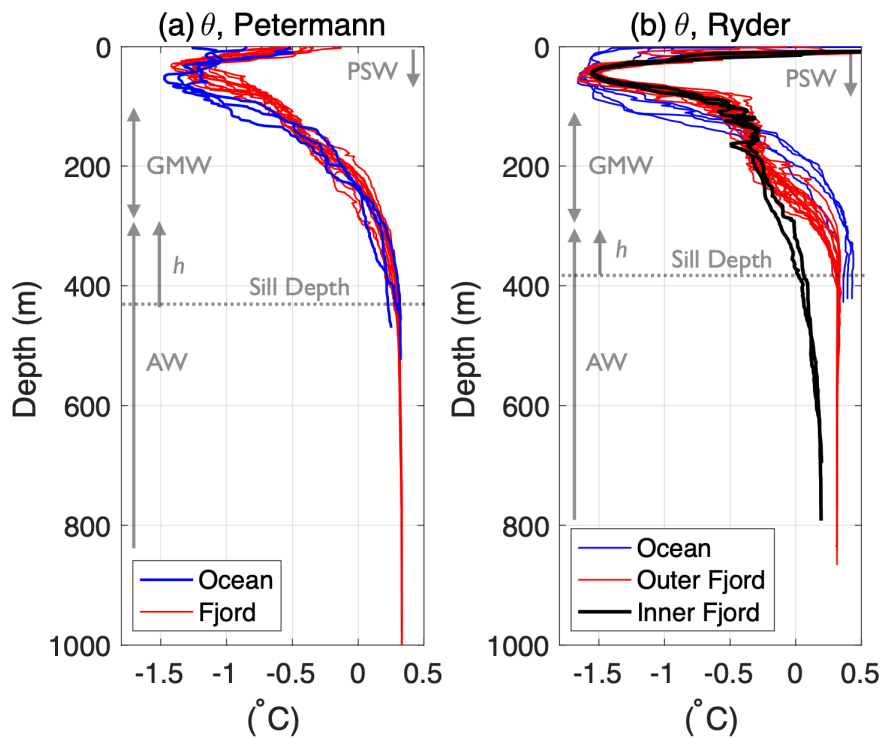 (a) θ, Petermann
0
200
400
600
800
1000
Depth (m)
PSW
GMW
h
Sill Depth
AW
Ocean
Fjord
-1.5
-1
-0.5
0
0.5
(°C)
(b) θ, Ryder
0
200
400
600
800
1000
Depth (m)
PSW
GMW
h
Sill Depth
AW
Ocean
Outer Fjord
Inner Fjord
-1.5
-1
-0.5
0
0.5
(°C)